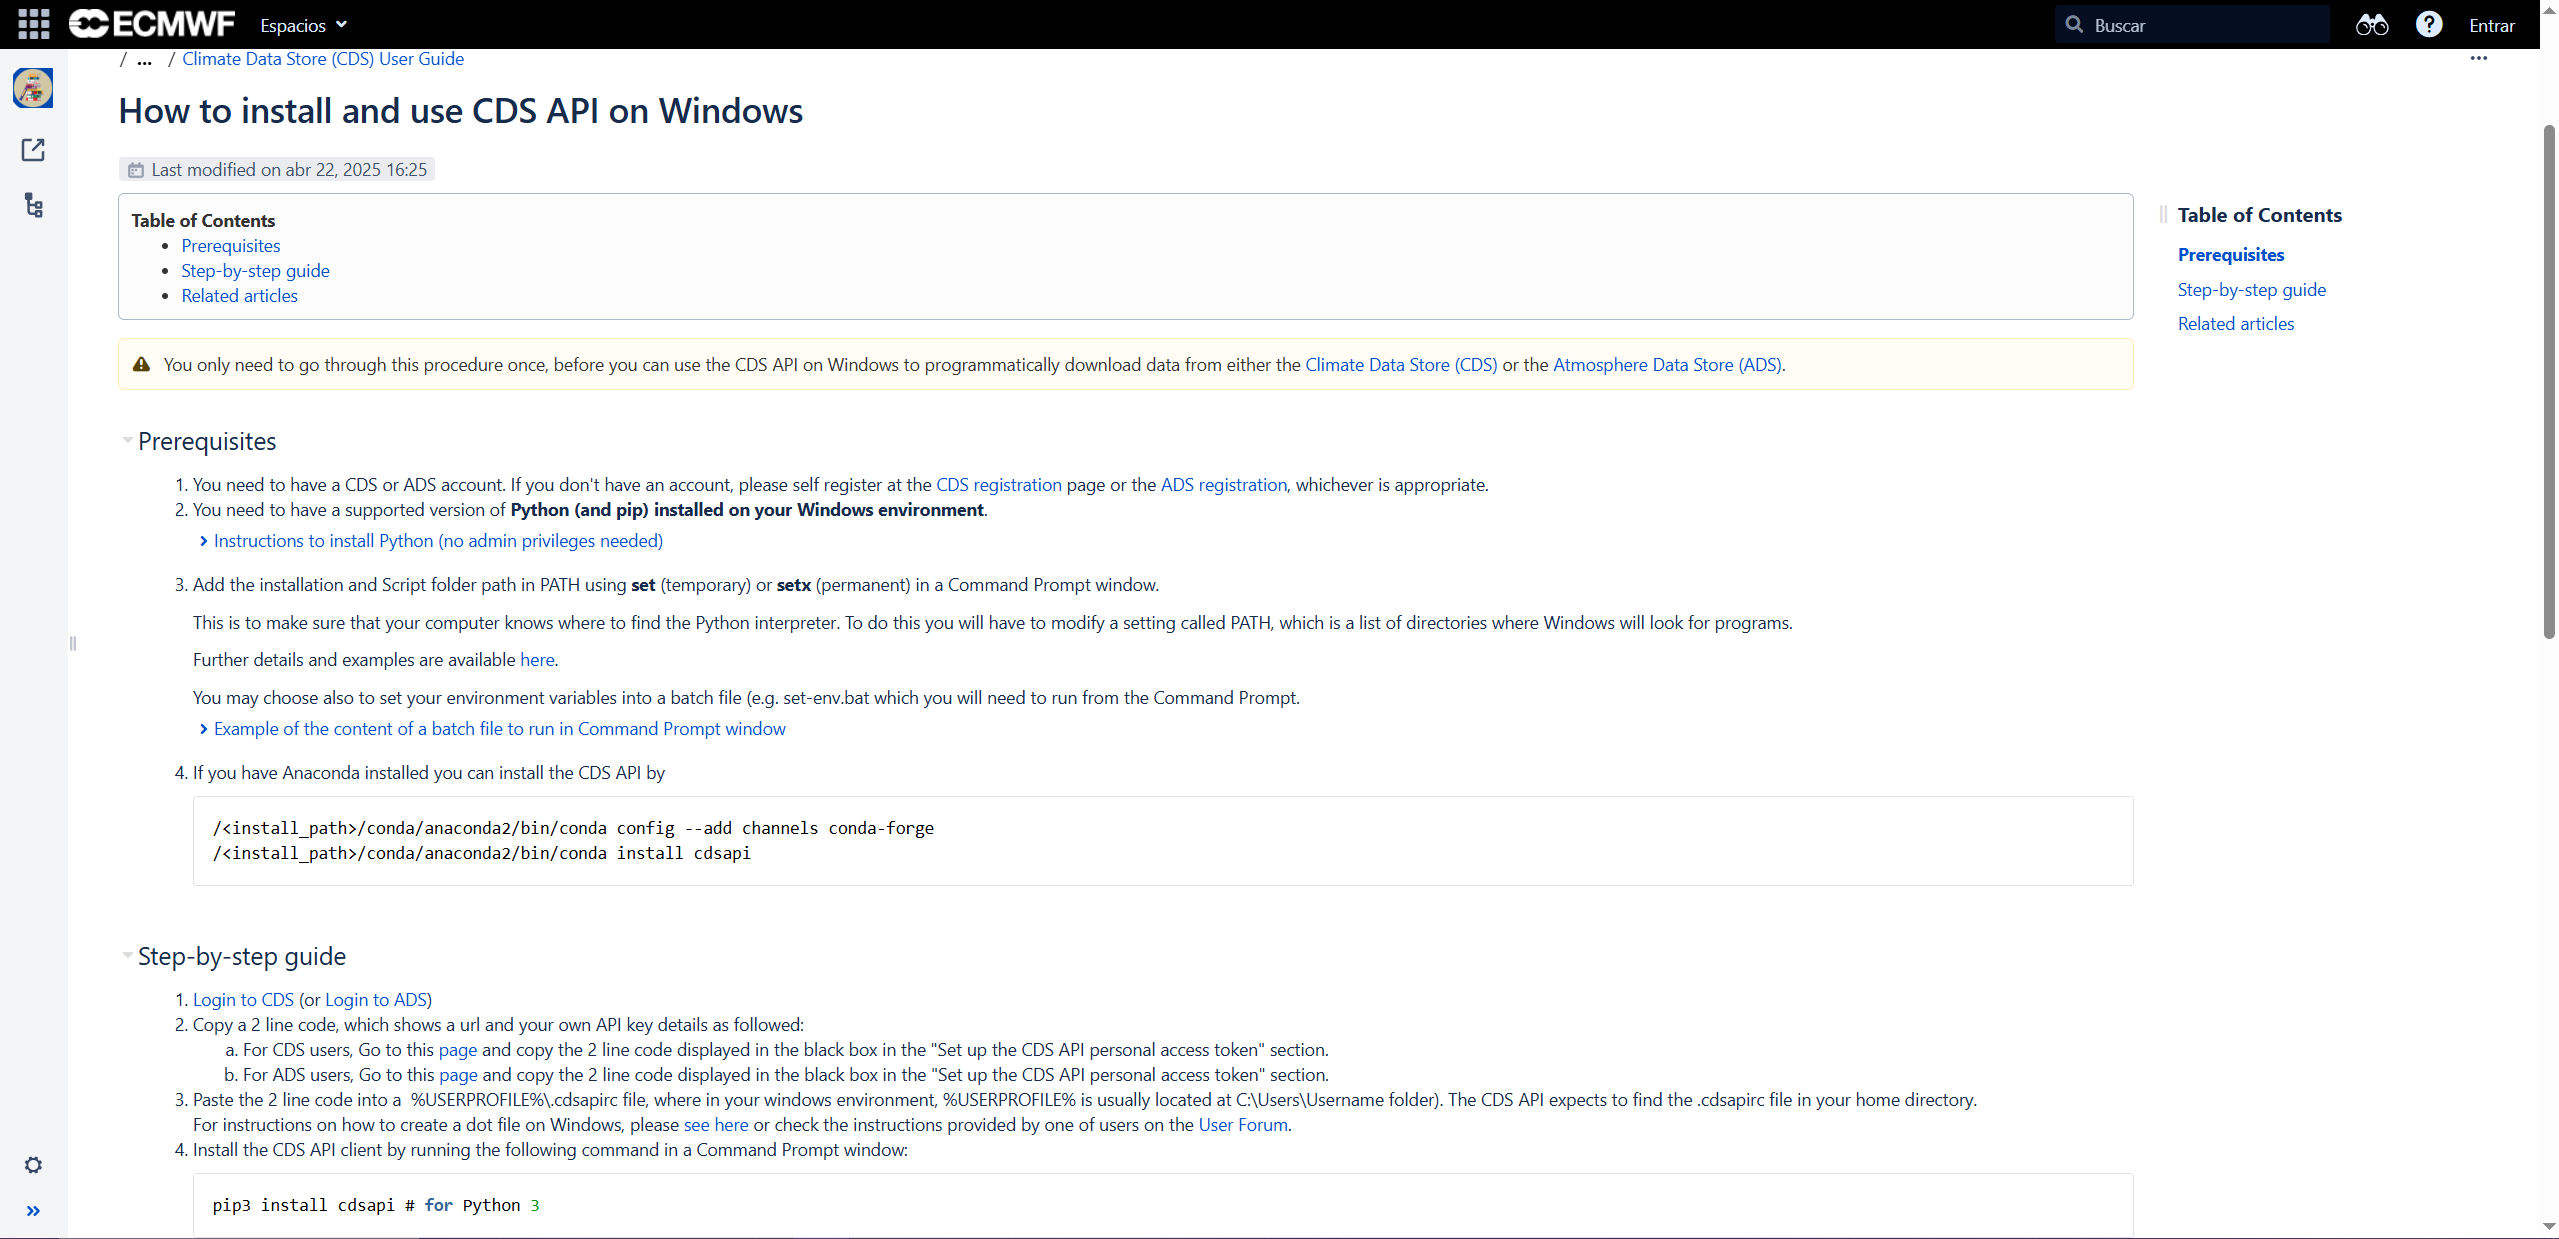 ECMWF Espacios Buscar ? Entrar
/ ... / Climate Data Store (CDS) User Guide ...
How to install and use CDS API on Windows
Last modified on abr 22, 2025 16:25
Table of Contents
• Prerequisites
• Step-by-step guide
• Related articles
Table of Contents
Prerequisites
Step-by-step guide
Related articles
You only need to go through this procedure once, before you can use the CDS API on Windows to programmatically download data from either the Climate Data Store (CDS) or the Atmosphere Data Store (ADS).
Prerequisites
1. You need to have a CDS or ADS account. If you don't have an account, please self register at the CDS registration page or the ADS registration, whichever is appropriate.
2. You need to have a supported version of Python (and pip) installed on your Windows environment.
Instructions to install Python (no admin privileges needed)
3. Add the installation and Script folder path in PATH using set (temporary) or setx (permanent) in a Command Prompt window.
This is to make sure that your computer knows where to find the Python interpreter. To do this you will have to modify a setting called PATH, which is a list of directories where Windows will look for programs.
Further details and examples are available here.
You may choose also to set your environment variables into a batch file (e.g. set-env.bat which you will need to run from the Command Prompt.
Example of the content of a batch file to run in Command Prompt window
4. If you have Anaconda installed you can install the CDS API by
/<install_path>/conda/anaconda2/bin/conda config --add channels conda-forge
/<install_path>/conda/anaconda2/bin/conda install cdsapi
Step-by-step guide
1. Login to CDS (or Login to ADS)
2. Copy a 2 line code, which shows a url and your own API key details as followed:
a. For CDS users, Go to this page and copy the 2 line code displayed in the black box in the "Set up the CDS API personal access token" section.
b. For ADS users, Go to this page and copy the 2 line code displayed in the black box in the "Set up the CDS API personal access token" section.
3. Paste the 2 line code into a %USERPROFILE%\.cdsapirc file, where in your windows environment, %USERPROFILE% is usually located at C:\Users\Username folder). The CDS API expects to find the .cdsapirc file in your home directory.
For instructions on how to create a dot file on Windows, please see here or check the instructions provided by one of users on the User Forum.
4. Install the CDS API client by running the following command in a Command Prompt window:
pip3 install cdsapi # for Python 3